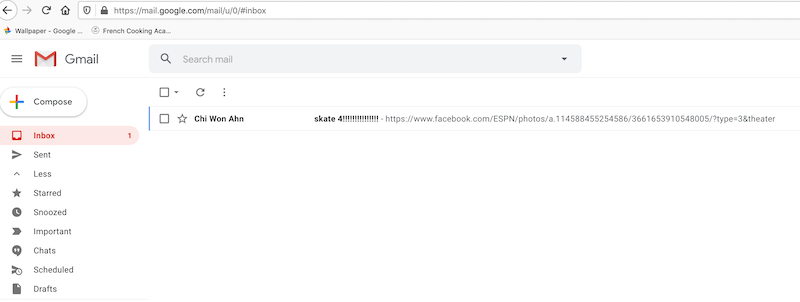 https://mail.google.com/mail/u/0/#inbox
Wallpaper - Google ... French Cooking Aca...
Gmail
Search mail
Compose
Inbox 1
Chi Won Ahn skate 4!!!!!!!!!!!!!!! - https://www.facebook.com/ESPN/photos/a.114588455254586/3661653910548005/?type=3&theater
Sent
Less
Starred
Snoozed
Important
Chats
Scheduled
Drafts